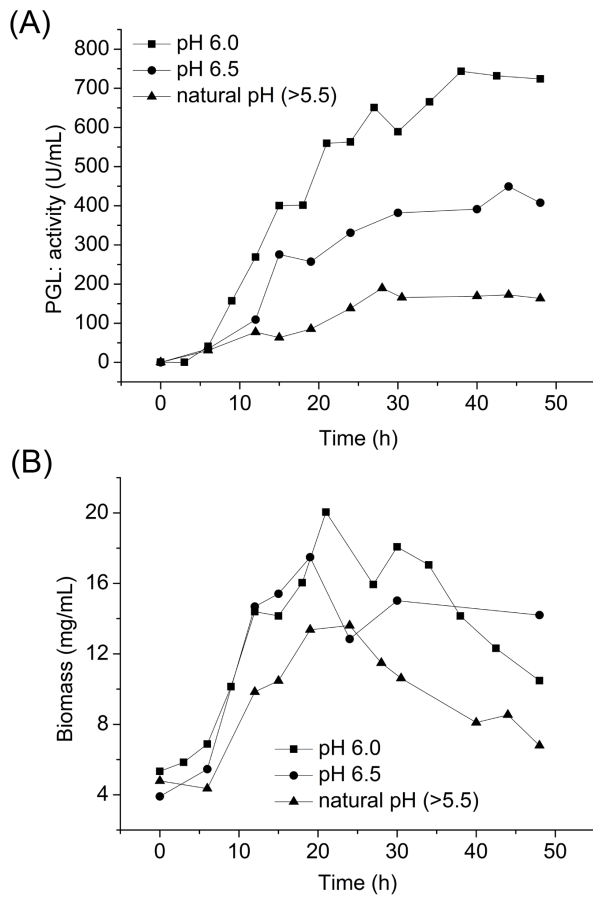 (A)
pH 6.0
pH 6.5
natural pH (>5.5)
800
700
600
500
400
300
200
100
0
PGL: activity (U/mL)
0 10 20 30 40 50
Time (h)
(B)
20
16
12
8
4
Biomass (mg/mL)
pH 6.0
pH 6.5
natural pH (>5.5)
0 10 20 30 40 50
Time (h)